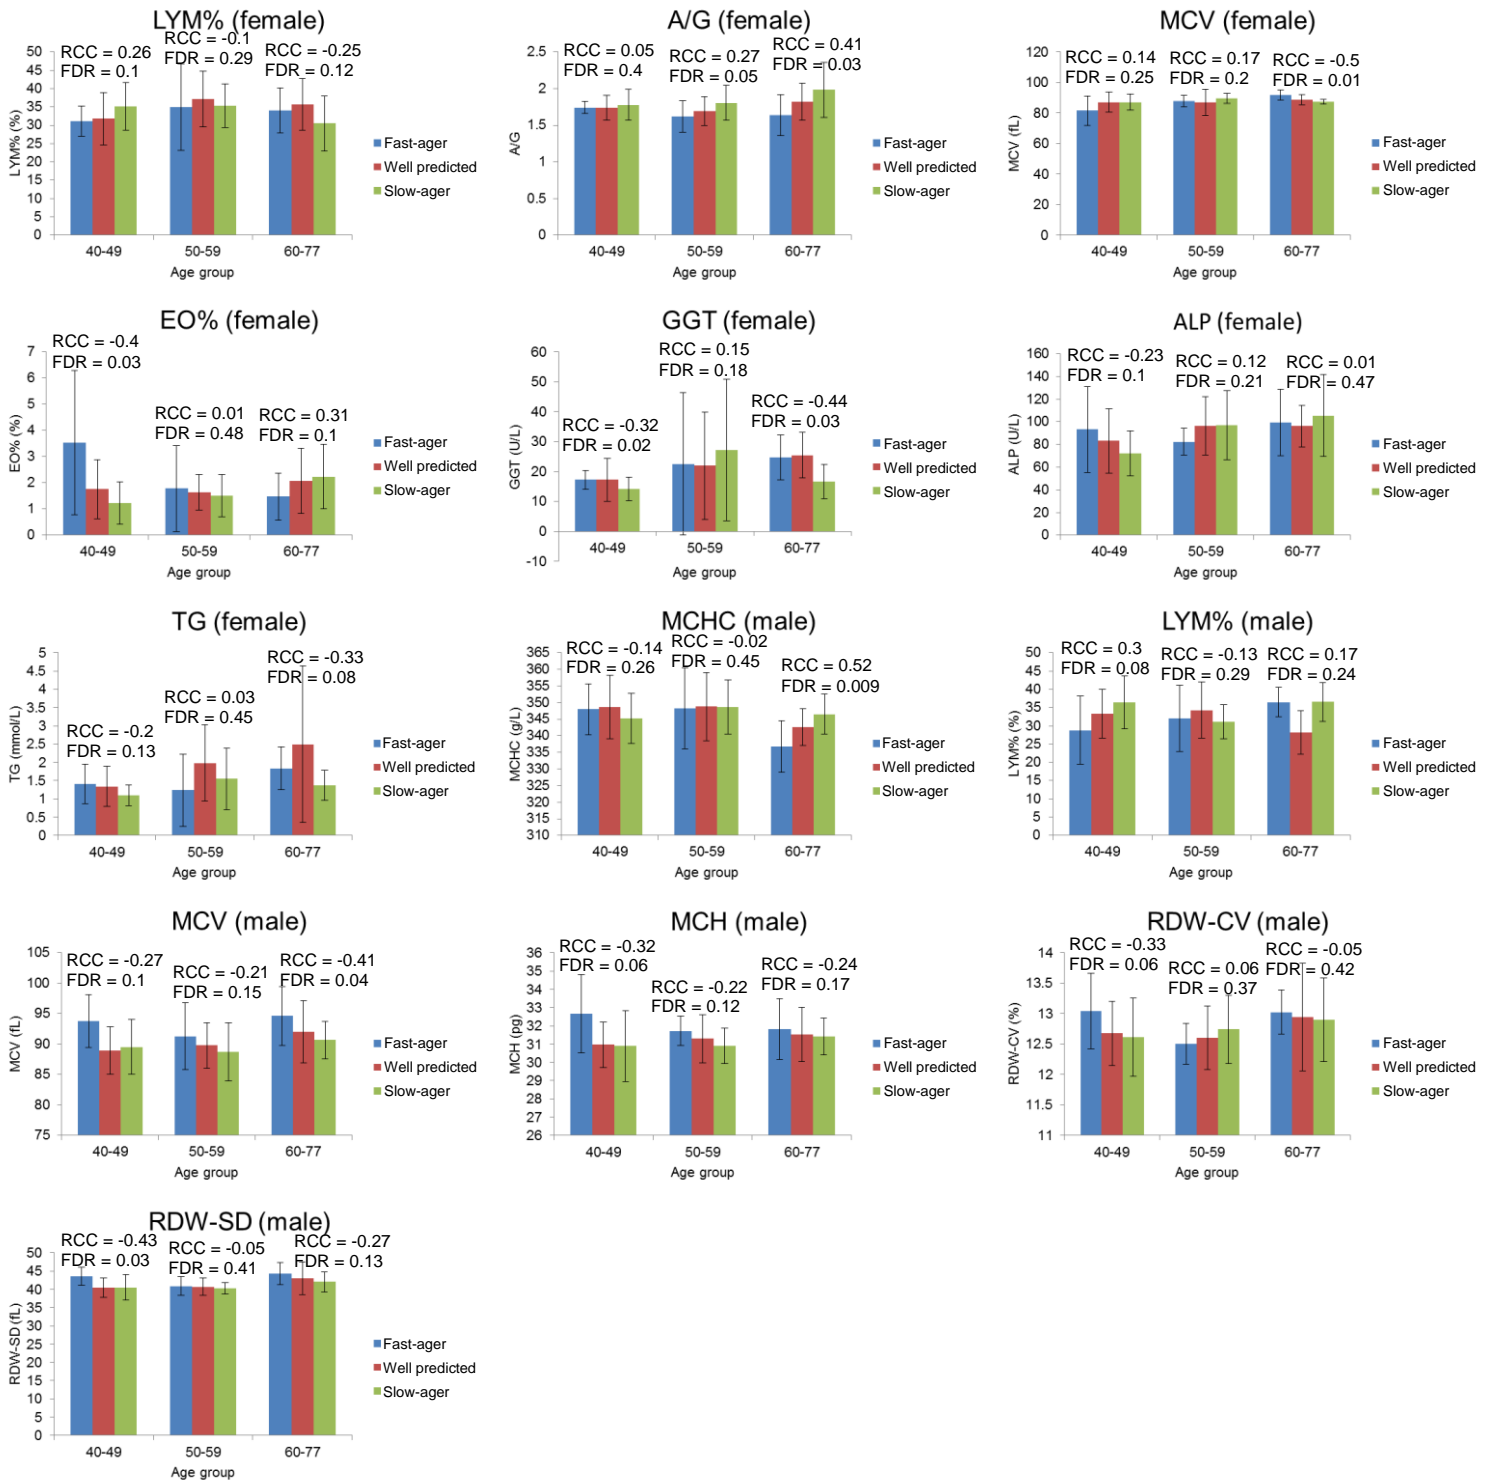 LYM% (female)
RCC = 0.26
FDR = 0.1
RCC = -0.1
FDR = 0.29
RCC = -0.25
FDR = 0.12
LYM% (%)
50
45
40
35
30
25
20
15
10
5
0
40-49
50-59
60-77
Age group
Fast-ager
Well predicted
Slow-ager
A/G (female)
RCC = 0.05
FDR = 0.4
RCC = 0.27
FDR = 0.05
RCC = 0.41
FDR = 0.03
A/G
2.5
2
1.5
1
0.5
0
40-49
50-59
60-77
Age group
Fast-ager
Well predicted
Slow-ager
MCV (female)
RCC = 0.14
FDR = 0.25
RCC = 0.17
FDR = 0.2
RCC = -0.5
FDR = 0.01
MCV (fL)
120
100
80
60
40
20
0
40-49
50-59
60-77
Age group
Fast-ager
Well predicted
Slow-ager
EO% (female)
RCC = -0.4
FDR = 0.03
RCC = 0.01
FDR = 0.48
RCC = 0.31
FDR = 0.1
EO% (%)
7
6
5
4
3
2
1
0
40-49
50-59
60-77
Age group
Fast-ager
Well predicted
Slow-ager
GGT (female)
RCC = -0.32
FDR = 0.02
RCC = 0.15
FDR = 0.18
RCC = -0.44
FDR = 0.03
GGT (U/L)
60
50
40
30
20
10
0
-10
40-49
50-59
60-77
Age group
Fast-ager
Well predicted
Slow-ager
ALP (female)
RCC = -0.23
FDR = 0.1
RCC = 0.12
FDR = 0.21
RCC = 0.01
FDR = 0.47
ALP (U/L)
160
140
120
100
80
60
40
20
0
40-49
50-59
60-77
Age group
Fast-ager
Well predicted
Slow-ager
TG (female)
RCC = -0.2
FDR = 0.13
RCC = 0.03
FDR = 0.45
RCC = -0.33
FDR = 0.08
TG (mmol/L)
5
4.5
4
3.5
3
2.5
2
1.5
1
0.5
0
40-49
50-59
60-77
Age group
Fast-ager
Well predicted
Slow-ager
MCHC (male)
RCC = -0.14
FDR = 0.26
RCC = -0.02
FDR = 0.45
RCC = 0.52
FDR = 0.009
MCHC (g/L)
365
360
355
350
345
340
335
330
325
320
315
310
40-49
50-59
60-77
Age group
Fast-ager
Well predicted
Slow-ager
LYM% (male)
RCC = 0.3
FDR = 0.08
RCC = -0.13
FDR = 0.29
RCC = 0.17
FDR = 0.24
LYM% (%)
50
45
40
35
30
25
20
15
10
5
0
40-49
50-59
60-77
Age group
Fast-ager
Well predicted
Slow-ager
MCV (male)
RCC = -0.27
FDR = 0.1
RCC = -0.21
FDR = 0.15
RCC = -0.41
FDR = 0.04
MCV (fL)
105
100
95
90
85
80
75
40-49
50-59
60-77
Age group
Fast-ager
Well predicted
Slow-ager
MCH (male)
RCC = -0.32
FDR = 0.06
RCC = -0.22
FDR = 0.12
RCC = -0.24
FDR = 0.17
MCH (pg)
36
35
34
33
32
31
30
29
28
27
26
40-49
50-59
60-77
Age group
Fast-ager
Well predicted
Slow-ager
RDW-CV (male)
RCC = -0.33
FDR = 0.06
RCC = 0.06
FDR = 0.37
RCC = -0.05
FDR = 0.42
RDW-CV (%)
14
13.5
13
12.5
12
11.5
11
40-49
50-59
60-77
Age group
Fast-ager
Well predicted
Slow-ager
RDW-SD (male)
RCC = -0.43
FDR = 0.03
RCC = -0.05
FDR = 0.41
RCC = -0.27
FDR = 0.13
RDW-SD (fL)
50
45
40
35
30
25
20
15
10
5
0
40-49
50-59
60-77
Age group
Fast-ager
Well predicted
Slow-ager